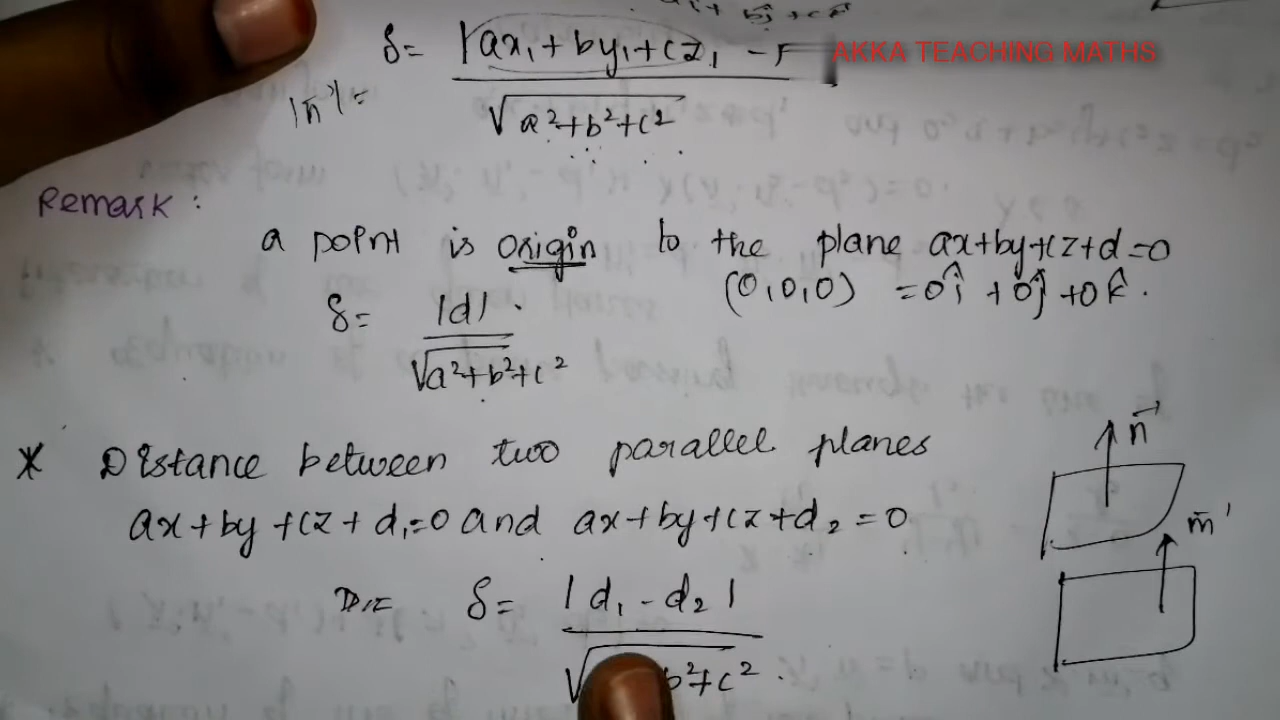 δ = |ax₁ + by₁ + cz₁ - p
AKKA TEACHING MATHS
|n⃗| =
√a²+b²+c²
Remark :
a point is origin to the plane ax+by+cz+d=0
(0,0,0) = 0î + 0ĵ + 0k̂.
δ = |d|
√a²+b²+c²
* Distance between two parallel planes
n⃗
ax+by+cz+d₁=0 and ax+by+cz+d₂=0
m⃗
δ = |d₁ - d₂|
√ b²+c².